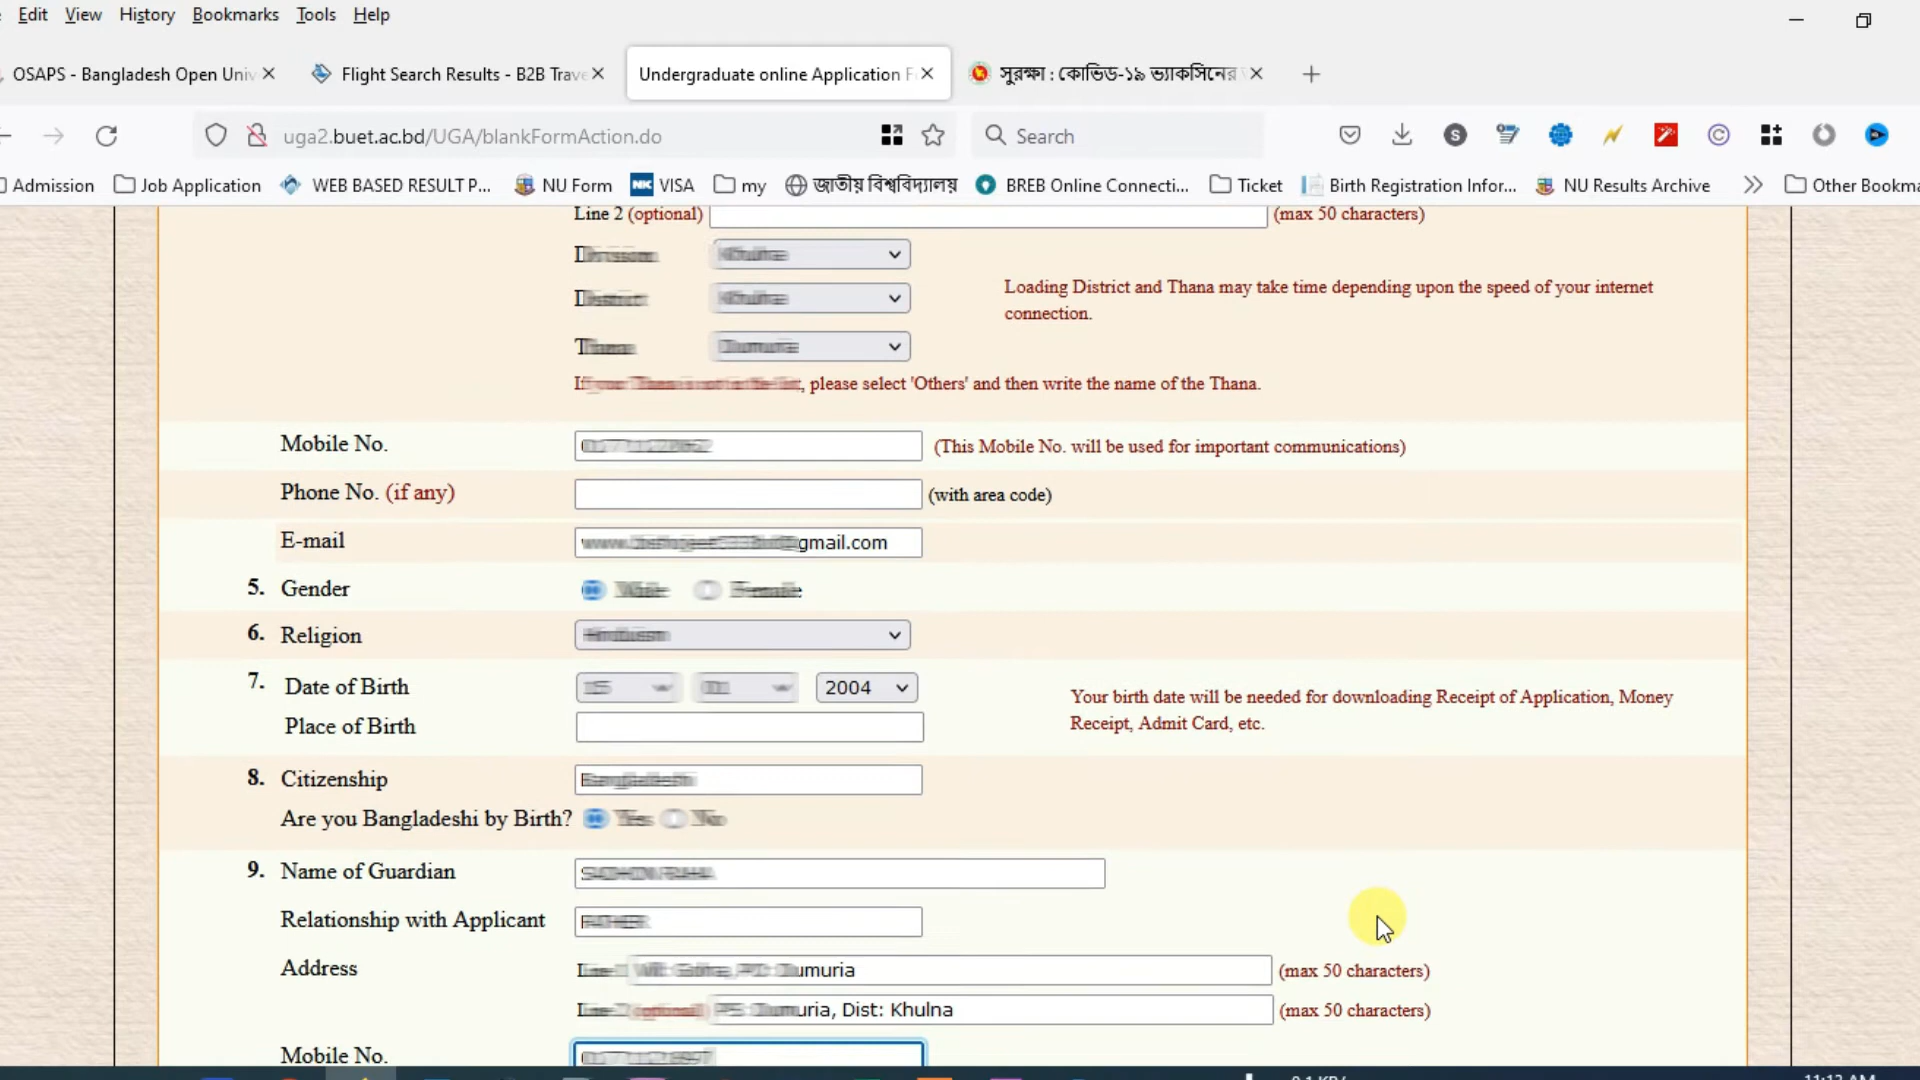 Edit View History Bookmarks Tools Help
OSAPS - Bangladesh Open Univ Flight Search Results - B2B Trave Undergraduate online Application F সুরক্ষা : কোভিড-১৯ ভ্যাকসিনের
uga2.buet.ac.bd/UGA/blankFormAction.do Search
Admission Job Application WEB BASED RESULT P... NU Form VISA my জাতীয় বিশ্ববিদ্যালয় BREB Online Connecti... Ticket Birth Registration Infor... NU Results Archive Other Bookma
Line 2 (optional) (max 50 characters)
Loading District and Thana may take time depending upon the speed of your internet
connection.
please select 'Others' and then write the name of the Thana.
Mobile No. (This Mobile No. will be used for important communications)
Phone No. (if any) (with area code)
E-mail gmail.com
5. Gender
6. Religion
7. Date of Birth 2004 Your birth date will be needed for downloading Receipt of Application, Money
Place of Birth Receipt, Admit Card, etc.
8. Citizenship
Are you Bangladeshi by Birth?
9. Name of Guardian
Relationship with Applicant
Address umuria (max 50 characters)
uria, Dist: Khulna (max 50 characters)
Mobile No.